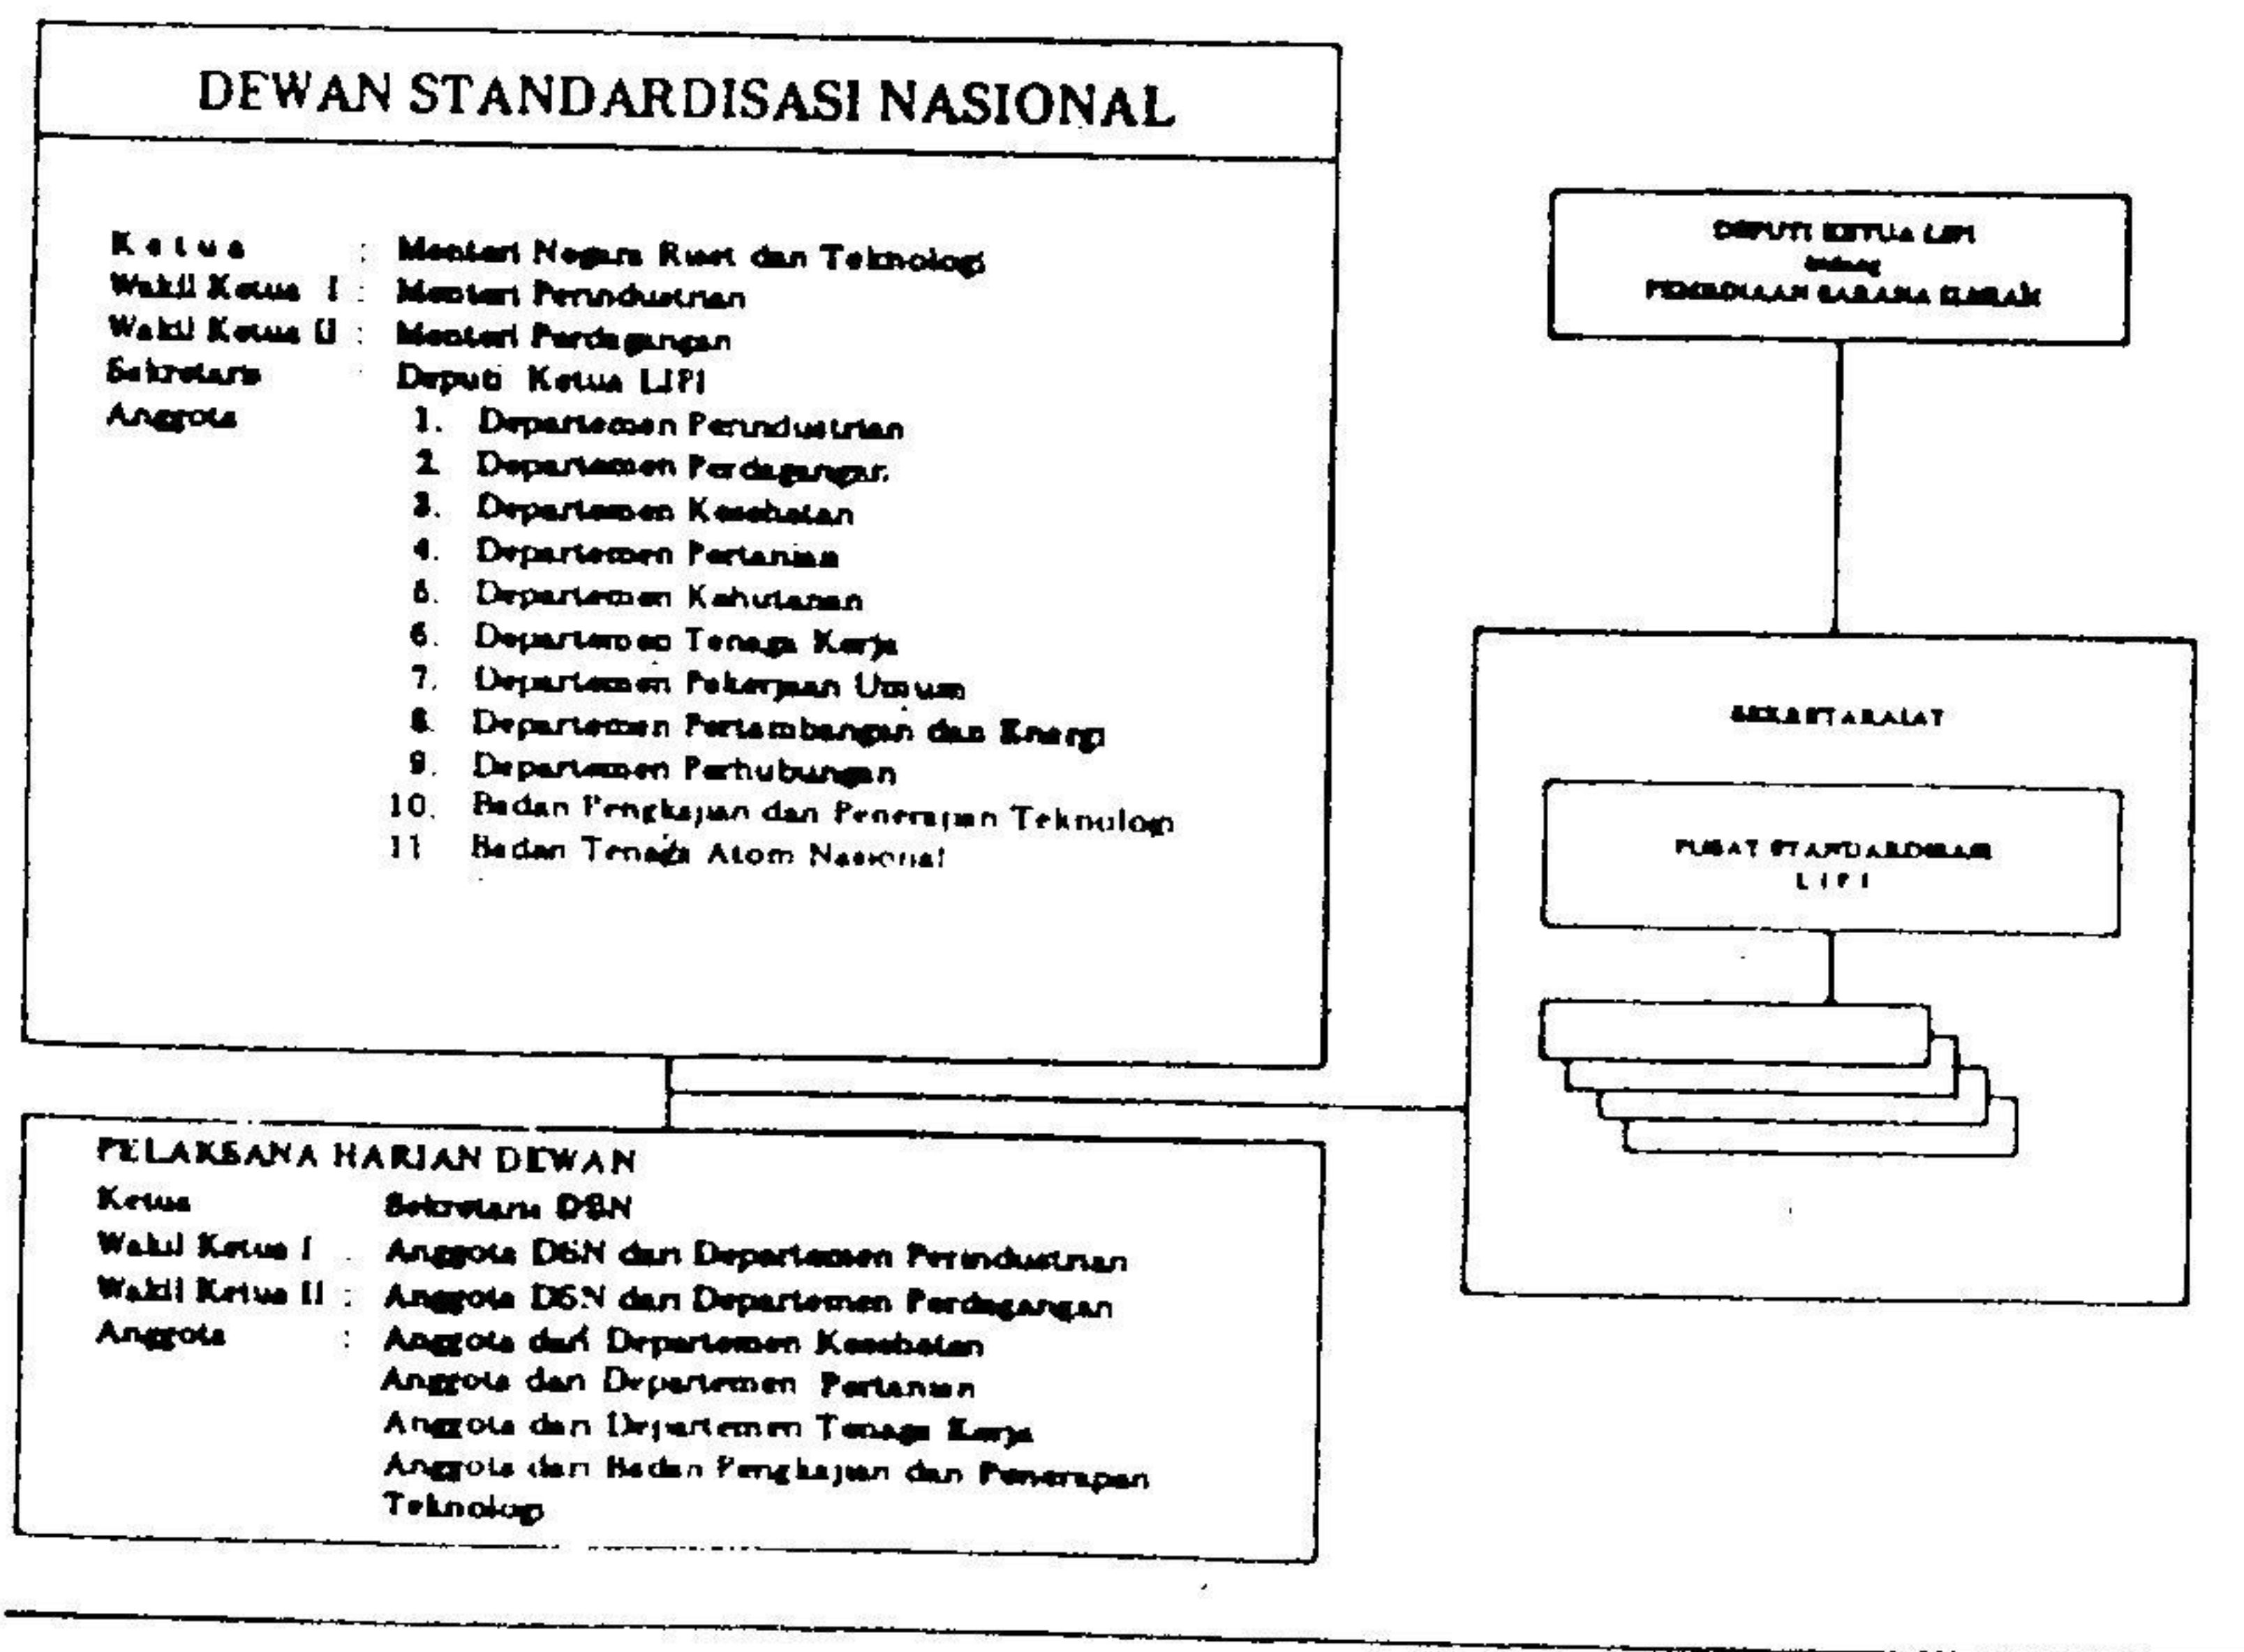 DEWAN STANDARDISASI NASIONAL
Ketua : Menteri Negara Riset dan Teknologi
Wakil Ketua I : Menteri Perindustrian
Wakil Ketua II : Menteri Perdagangan
Sekretaris : Deputi Ketua LIPI
Anggota
1. Departemen Perindustrian
2. Departemen Perdagangan
3. Departemen Kesehatan
4. Departemen Pertanian
5. Departemen Kehutanan
6. Departemen Tenaga Kerja
7. Departemen Pekerjaan Umum
8. Departemen Pertambangan dan Energi
9. Departemen Perhubungan
10. Badan Pengkajian dan Penerapan Teknologi
11 Badan Tenaga Atom Nasional
PELAKSANA HARIAN DEWAN
Ketua Sekretaris DSN
Wakil Ketua I : Anggota DSN dari Departemen Perindustrian
Wakil Ketua II : Anggota DSN dari Departemen Perdagangan
Anggota : Anggota dari Departemen Kesehatan
Anggota dari Departemen Pertanian
Anggota dari Departemen Tenaga Kerja
Anggota dari Badan Pengkajian dan Penerapan
Teknologi
DEPUTI KETUA LIPI
bidang
PEMBINAAN SARANA ILMIAH
SEKRETARIAT
PUSAT STANDARDISASI
LIPI